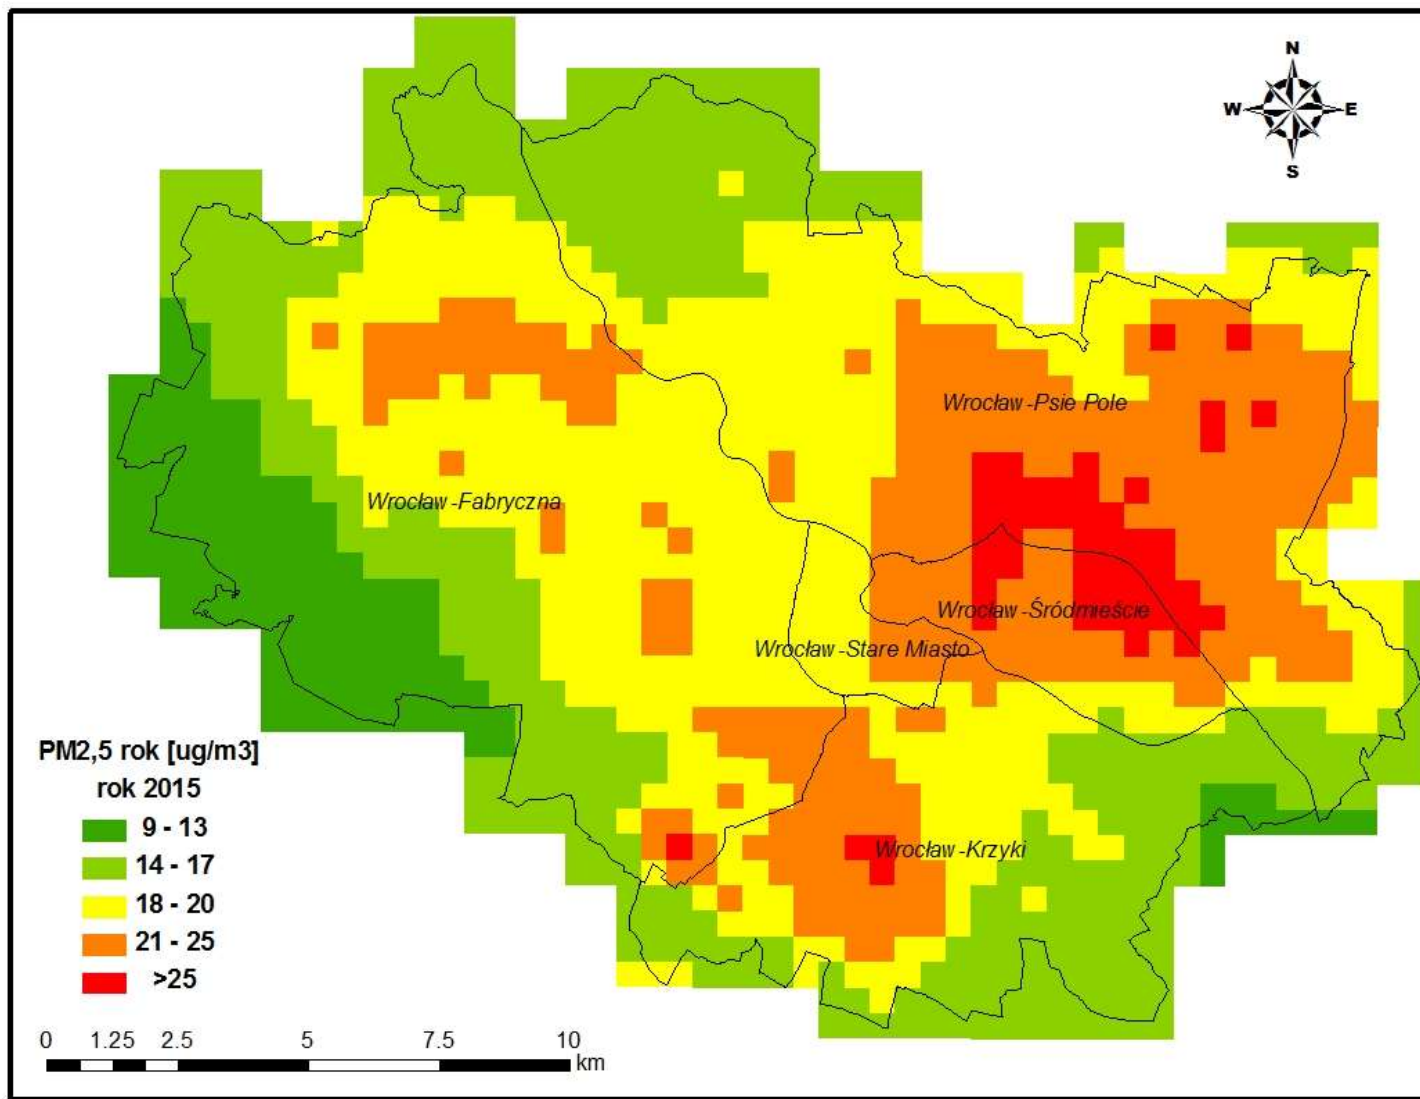 N
W E
S
Wrocław-Psie Pole
Wrocław-Fabryczna
Wrocław-Śródmieście
Wrocław-Stare Miasto
Wrocław-Krzyki
PM2,5 rok [ug/m3]
rok 2015
9 - 13
14 - 17
18 - 20
21 - 25
>25
0 1.25 2.5 5 7.5 10
km